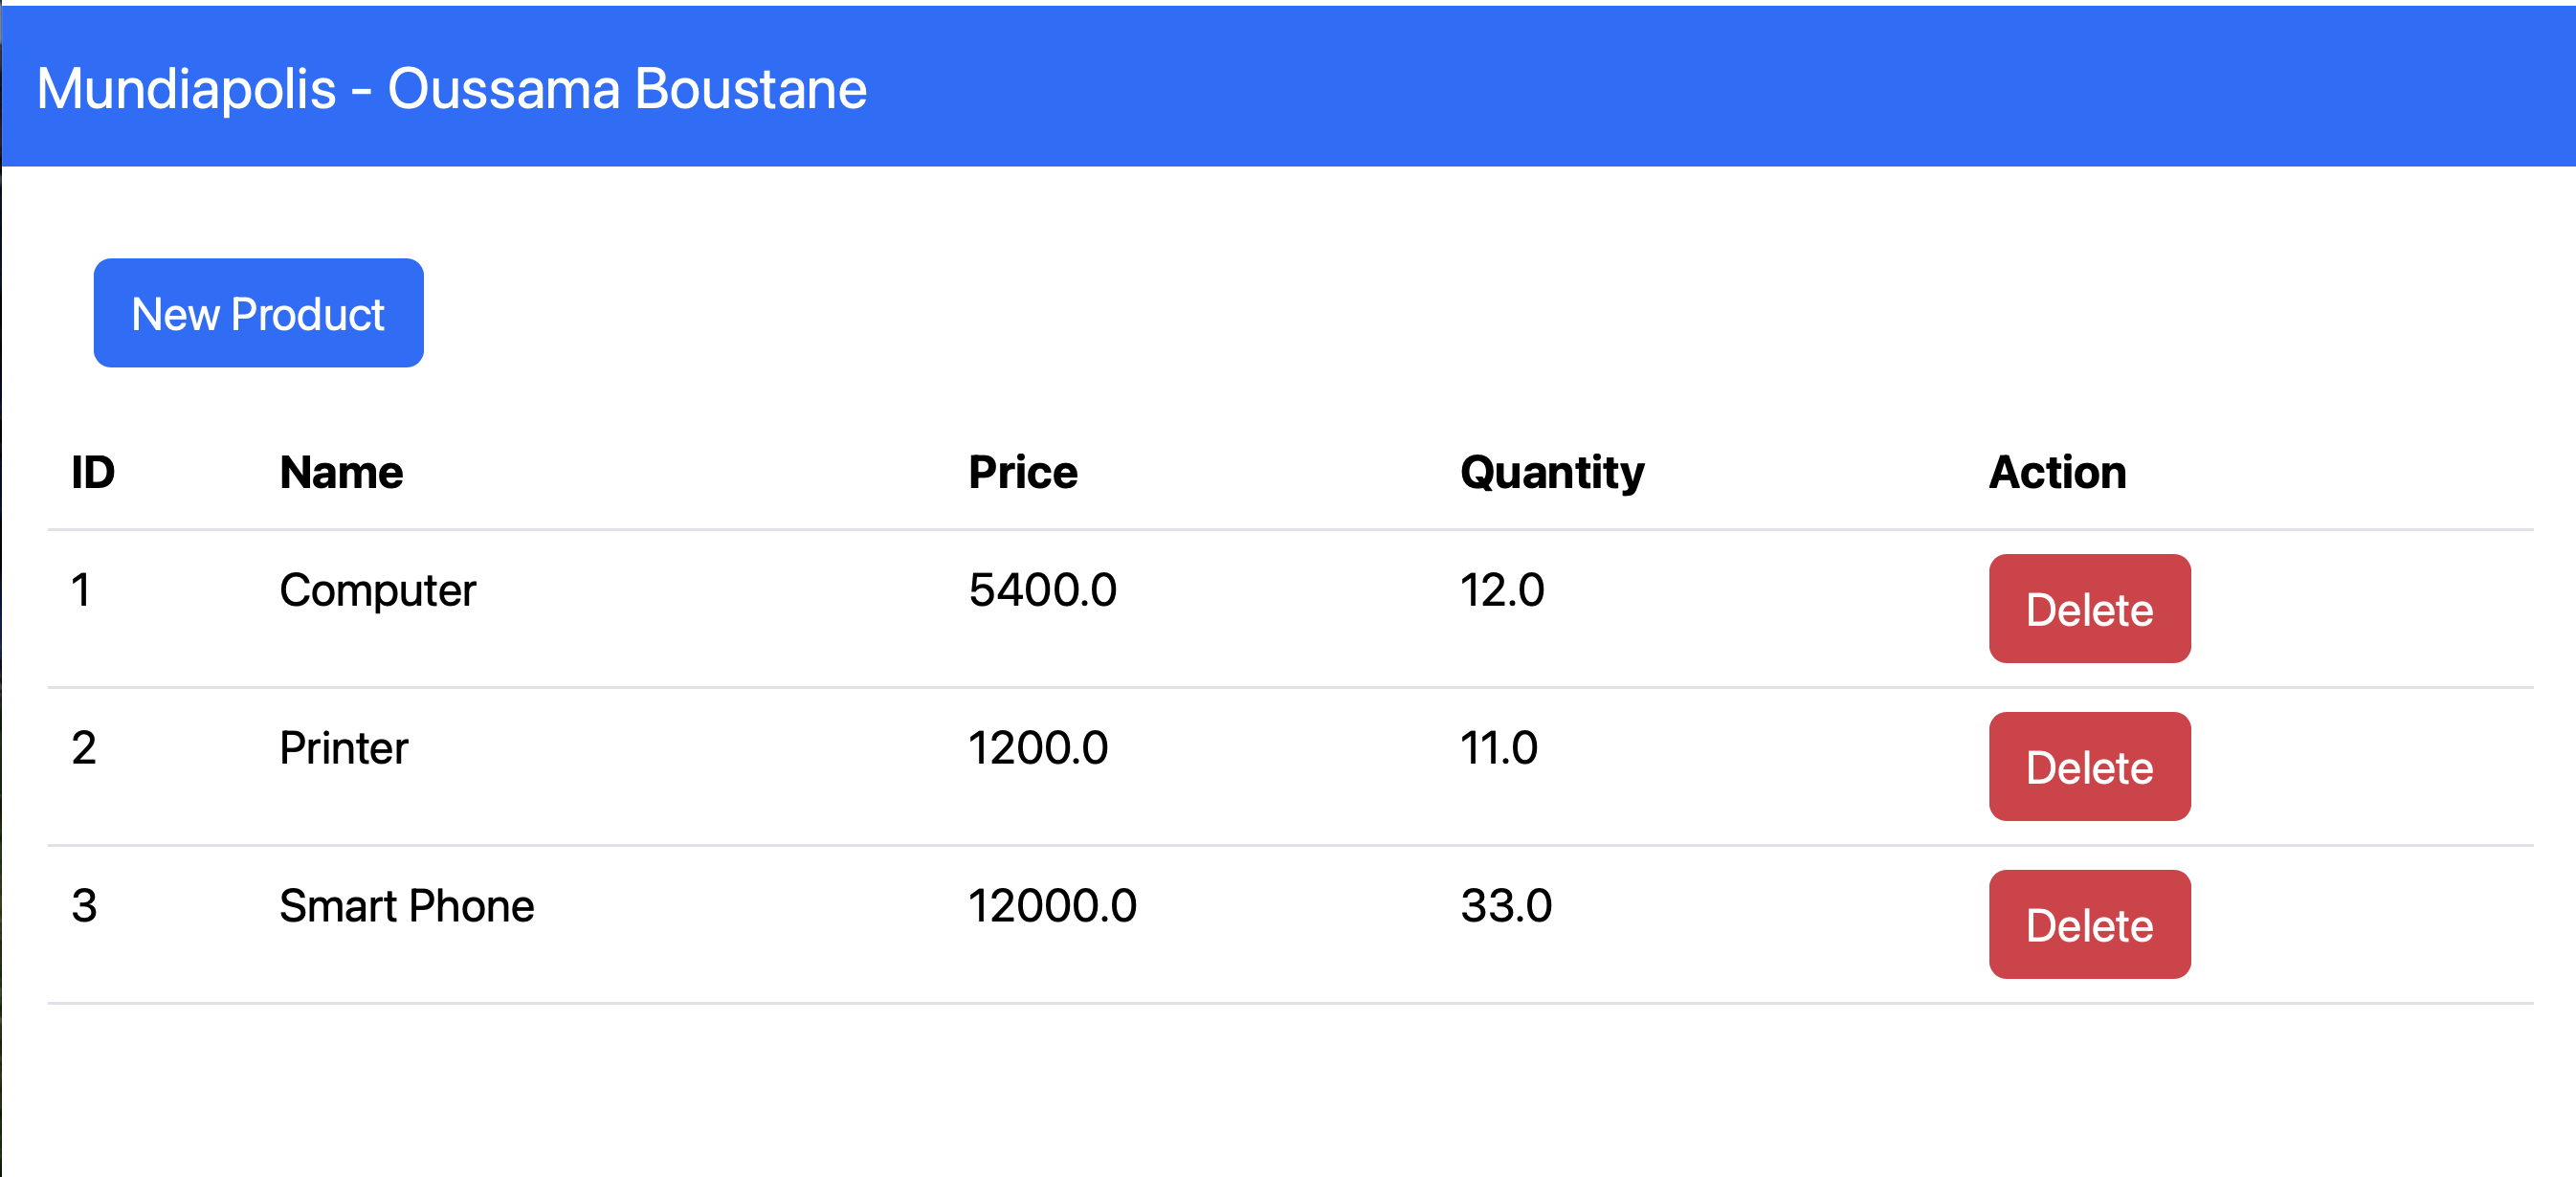 Mundiapolis - Oussama Boustane
New Product
ID Name Price Quantity Action
1 Computer 5400.0 12.0 Delete
2 Printer 1200.0 11.0 Delete
3 Smart Phone 12000.0 33.0 Delete